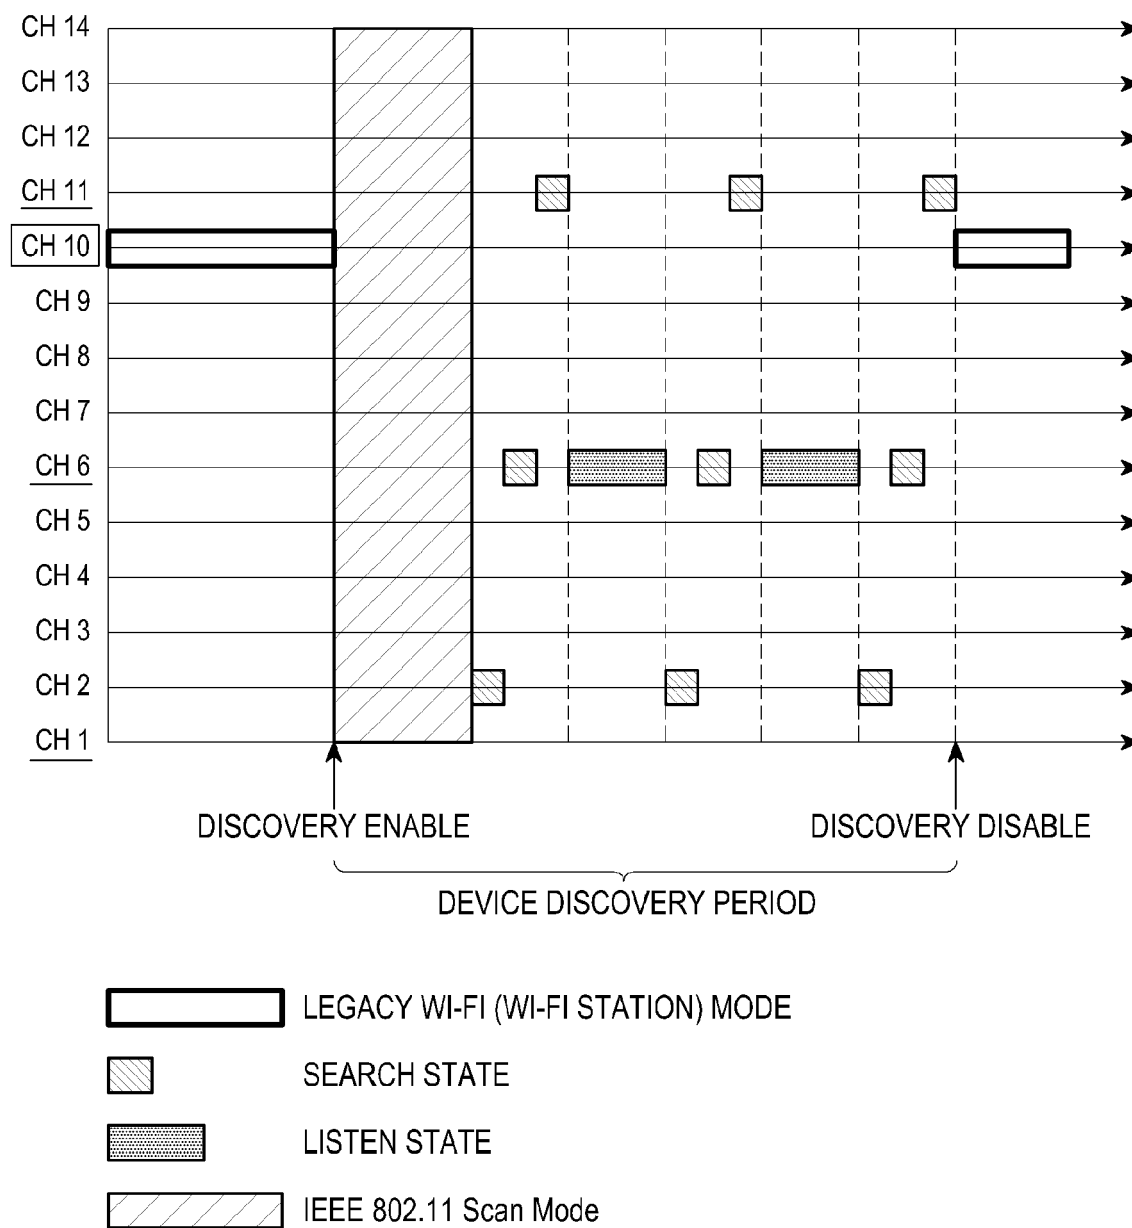 CH 14
CH 13
CH 12
CH 11
CH 10
CH 9
CH 8
CH 7
CH 6
CH 5
CH 4
CH 3
CH 2
CH 1
DISCOVERY ENABLE
DISCOVERY DISABLE
DEVICE DISCOVERY PERIOD
LEGACY WI-FI (WI-FI STATION) MODE
SEARCH STATE
LISTEN STATE
IEEE 802.11 Scan Mode